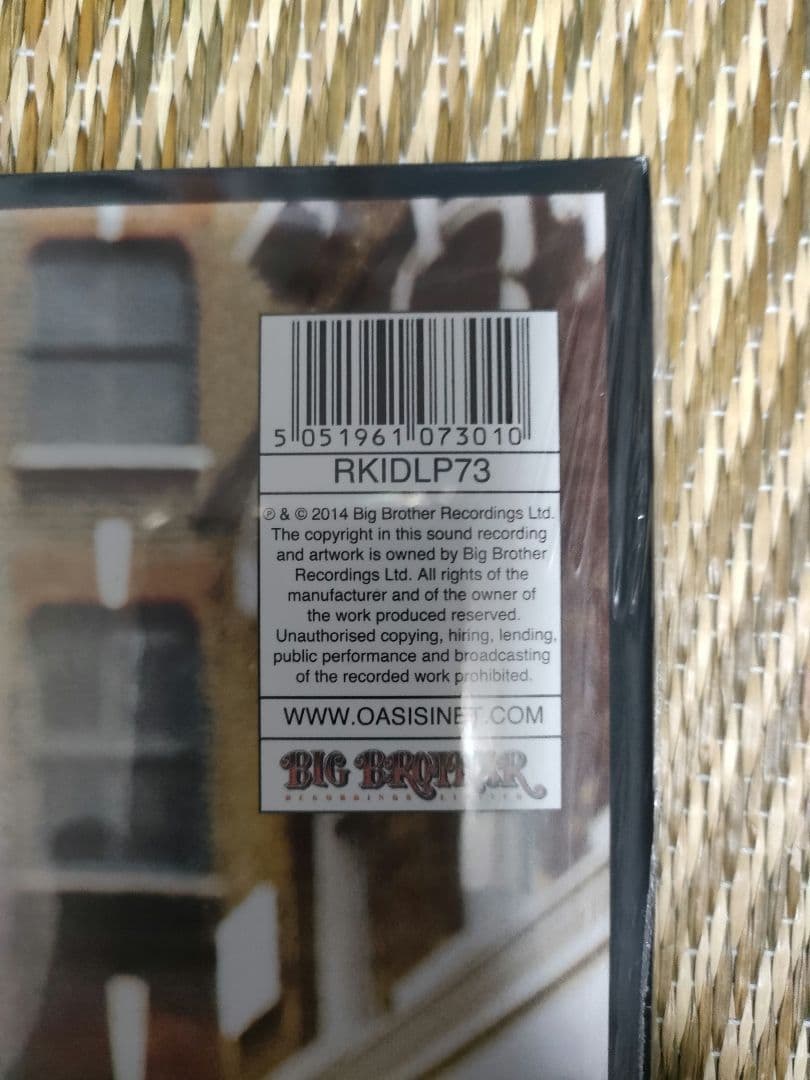 5 051961 073010
RKIDLP73
℗ & © 2014 Big Brother Recordings Ltd.
The copyright in this sound recording
and artwork is owned by Big Brother
Recordings Ltd. All rights of the
manufacturer and of the owner of
the work produced reserved.
Unauthorised copying, hiring, lending,
public performance and broadcasting
of the recorded work prohibited.
WWW.OASISINET.COM
BIG BROTHER
RECORDINGS LIMITED